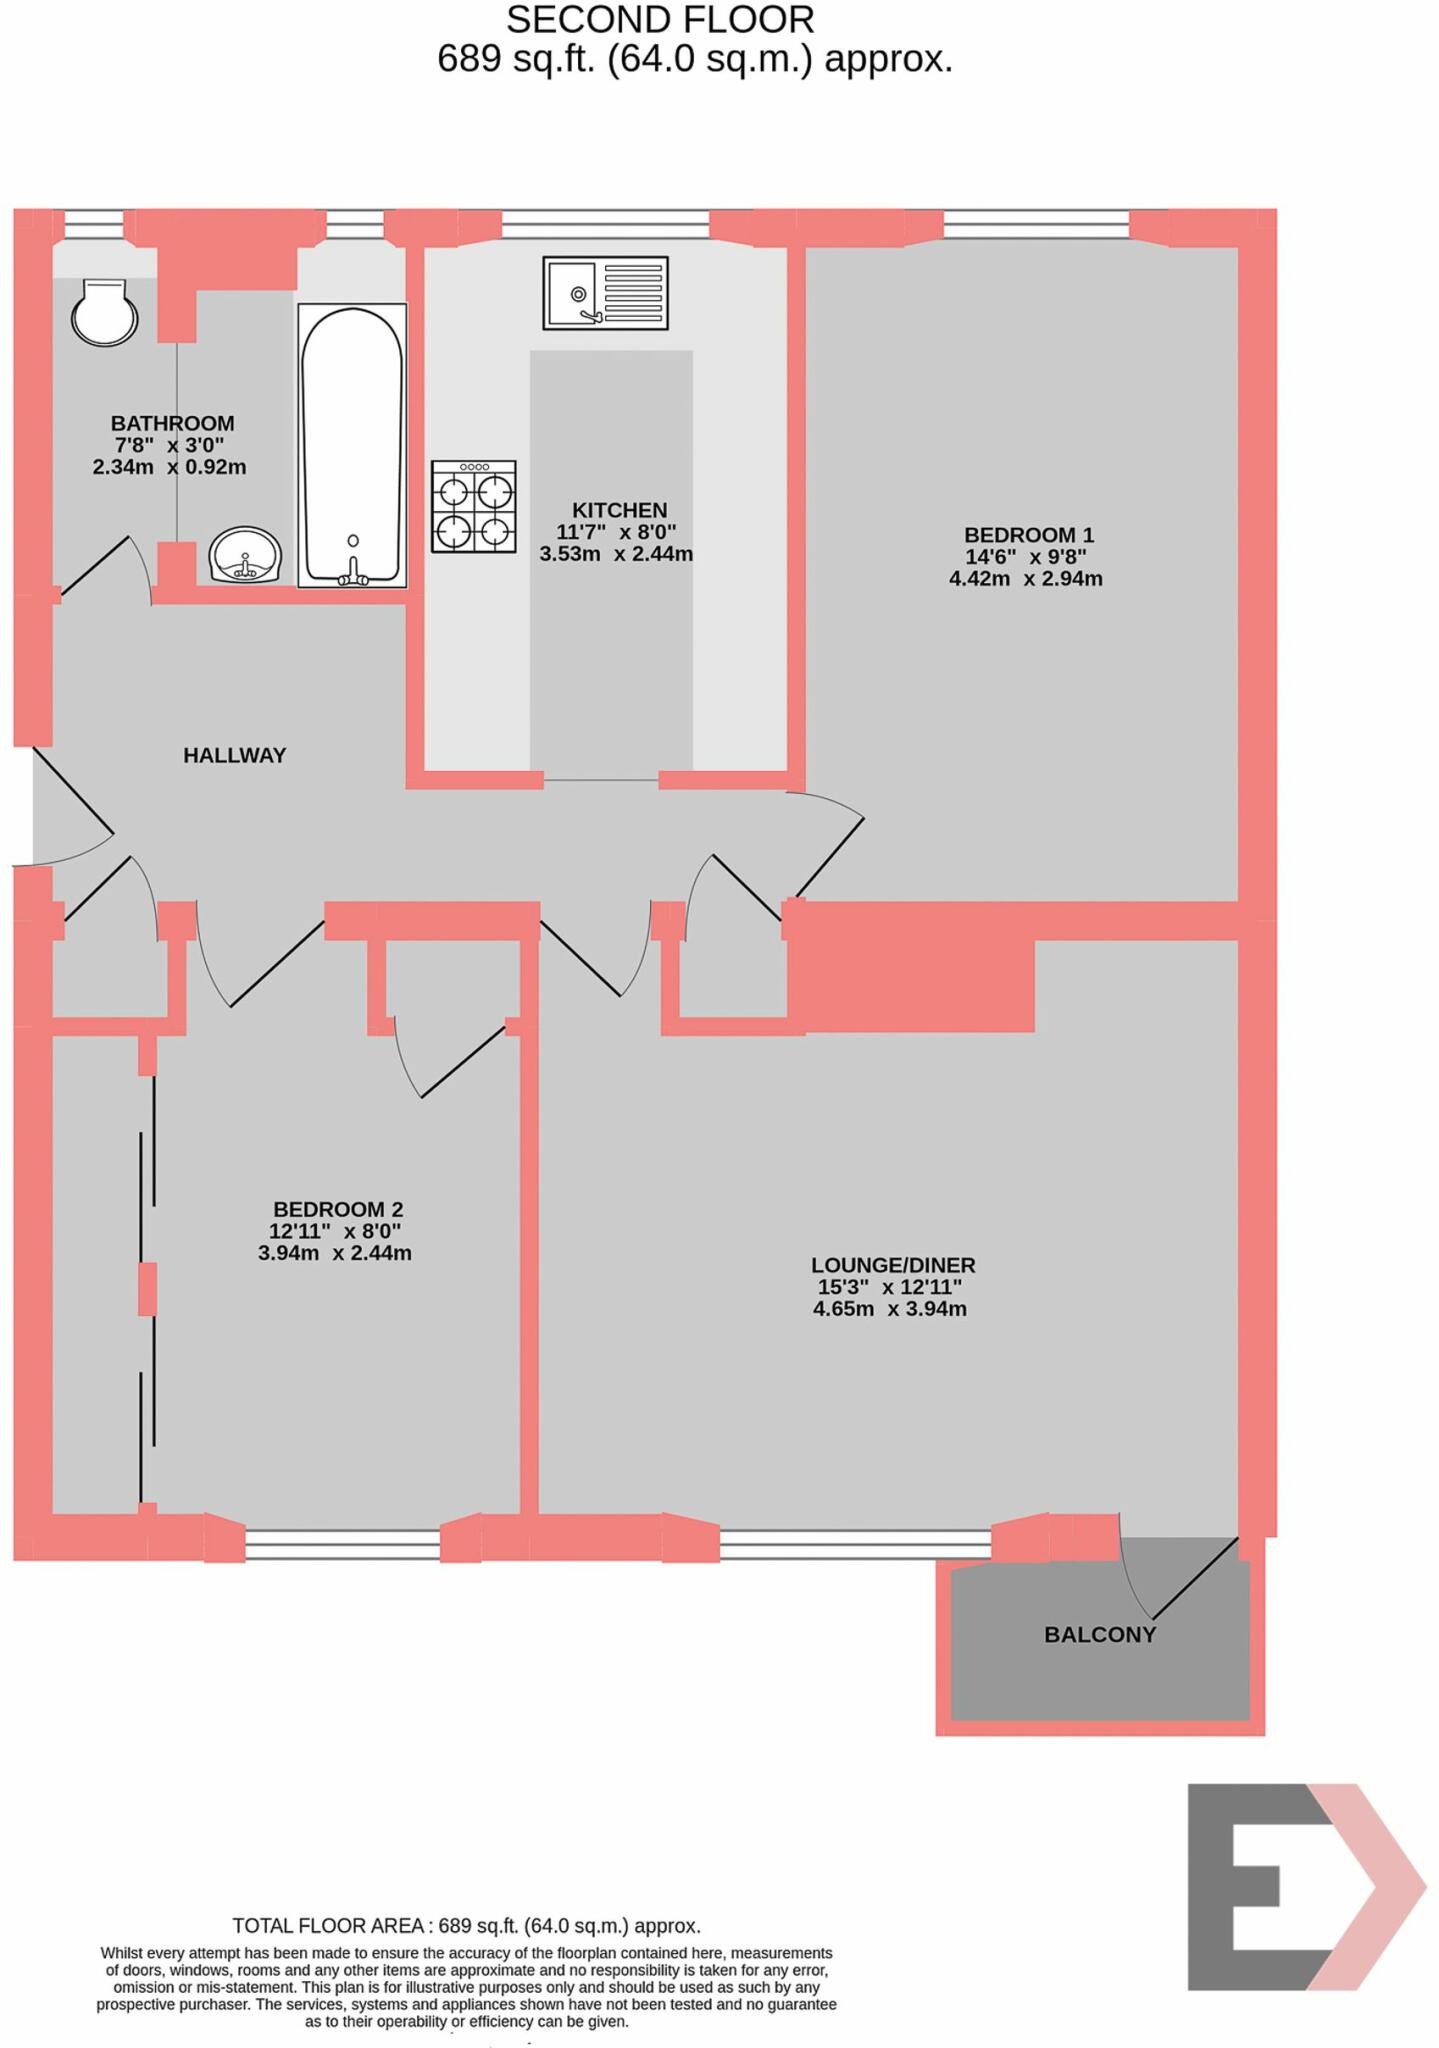 SECOND FLOOR
689 sq.ft. (64.0 sq.m.) approx.
BATHROOM
7'8" x 3'0"
2.34m x 0.92m
KITCHEN
11'7" x 8'0"
3.53m x 2.44m
BEDROOM 1
14'6" x 9'8"
4.42m x 2.94m
HALLWAY
BEDROOM 2
12'11" x 8'0"
3.94m x 2.44m
LOUNGE/DINER
15'3" x 12'11"
4.65m x 3.94m
BALCONY
E
TOTAL FLOOR AREA : 689 sq.ft. (64.0 sq.m.) approx.
Whilst every attempt has been made to ensure the accuracy of the floorplan contained here, measurements
of doors, windows, rooms and any other items are approximate and no responsibility is taken for any error,
omission or mis-statement. This plan is for illustrative purposes only and should be used as such by any
prospective purchaser. The services, systems and appliances shown have not been tested and no guarantee
as to their operability or efficiency can be given.